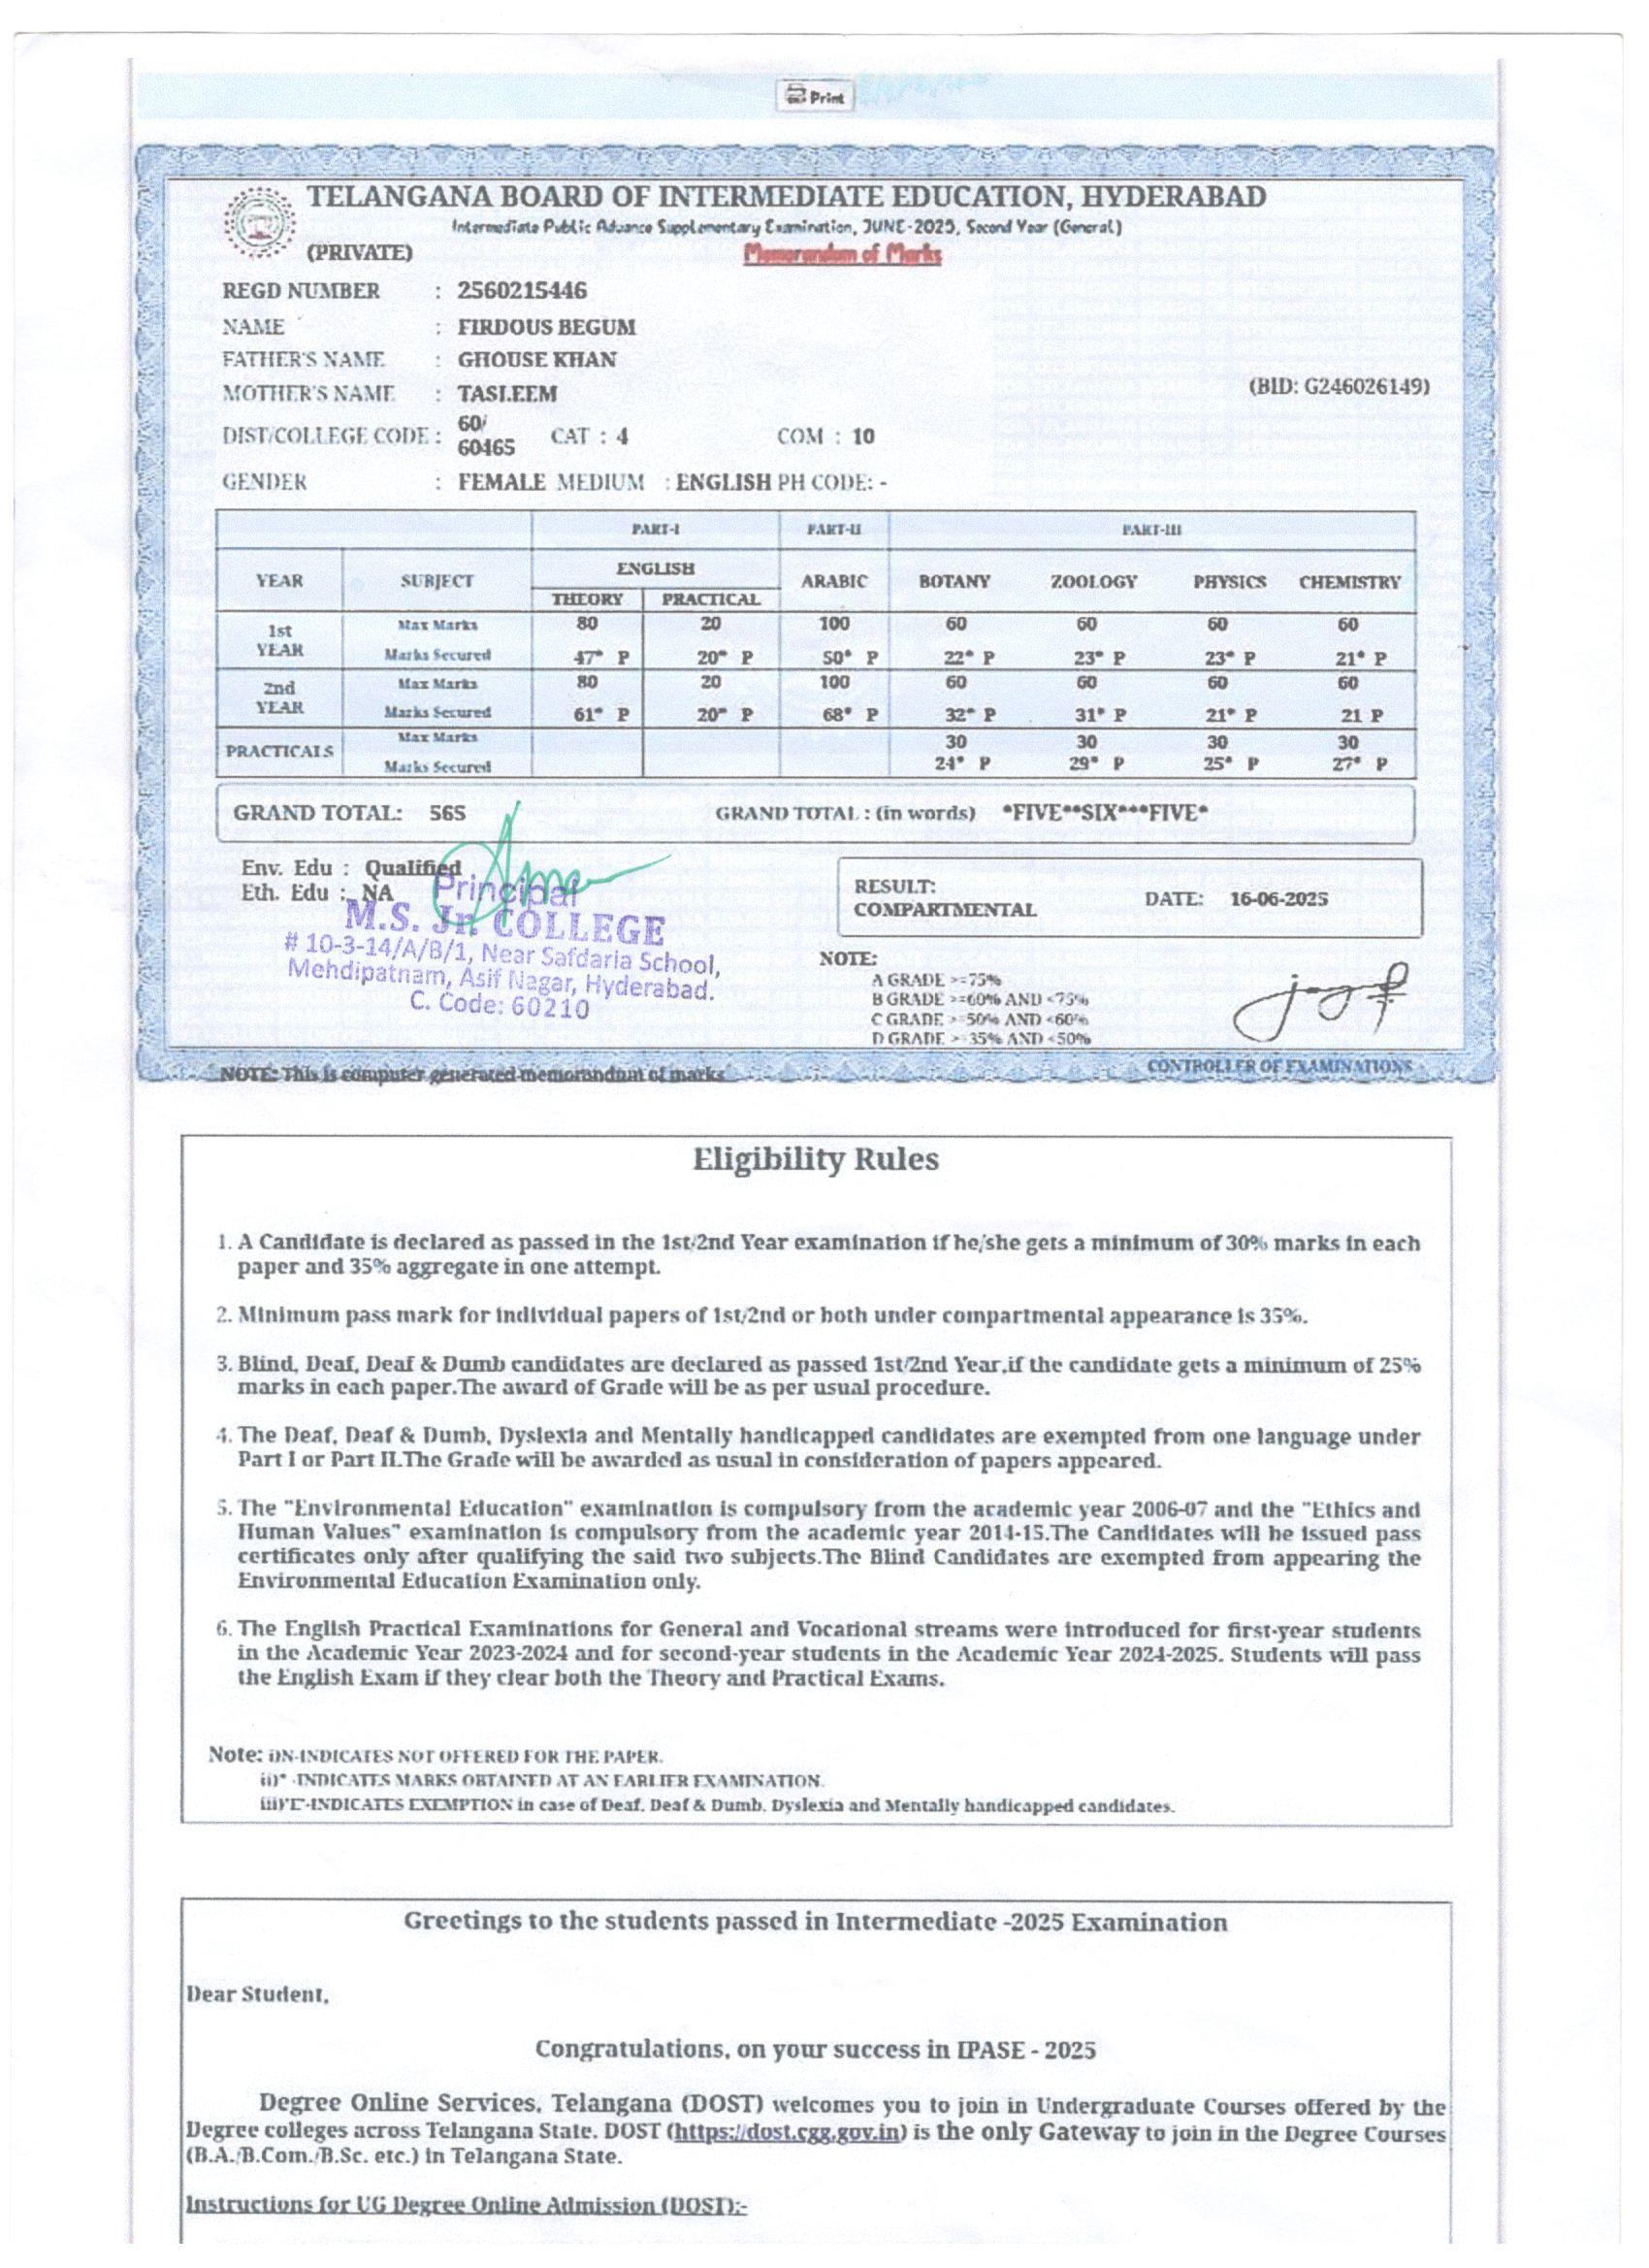 Print
TELANGANA BOARD OF INTERMEDIATE EDUCATION, HYDERABAD
Intermediate Public Advance Supplementary Examination, JUNE-2025, Second Year (General)
(PRIVATE)
Memorandum of Marks
REGD NUMBER : 2560215446
NAME : FIRDOUS BEGUM
FATHER'S NAME : GHOUSE KHAN
MOTHER'S NAME : TASLEEM
(BID: G246026149)
DIST/COLLEGE CODE : 60/ 60465 CAT : 4 COM : 10
GENDER : FEMALE MEDIUM : ENGLISH PH CODE: -
PART-I PART-II PART-III
YEAR SUBJECT ENGLISH ARABIC BOTANY ZOOLOGY PHYSICS CHEMISTRY
THEORY PRACTICAL
1st YEAR Max Marks 80 20 100 60 60 60 60
Marks Secured 47* P 20* P 50* P 22* P 23* P 23* P 21* P
2nd YEAR Max Marks 80 20 100 60 60 60 60
Marks Secured 61* P 20* P 68* P 32* P 31* P 21* P 21 P
PRACTICALS Max Marks 30 30 30 30
Marks Secured 24* P 29* P 25* P 27* P
GRAND TOTAL: 565 GRAND TOTAL : (in words) *FIVE**SIX***FIVE*
Env. Edu : Qualified
Eth. Edu : NA
Principal
M.S. Jr. COLLEGE
# 10-3-14/A/B/1, Near Safdaria School,
Mehdipatnam, Asif Nagar, Hyderabad.
C. Code: 60210
RESULT:
COMPARTMENTAL
DATE: 16-06-2025
NOTE:
A GRADE >=75%
B GRADE >=60% AND <75%
C GRADE >=50% AND <60%
D GRADE >=35% AND <50%
CONTROLLER OF EXAMINATIONS
NOTE: This is computer generated memorandum of marks
Eligibility Rules
1. A Candidate is declared as passed in the 1st/2nd Year examination if he/she gets a minimum of 30% marks in each
paper and 35% aggregate in one attempt.
2. Minimum pass mark for individual papers of 1st/2nd or both under compartmental appearance is 35%.
3. Blind, Deaf, Deaf & Dumb candidates are declared as passed 1st/2nd Year,if the candidate gets a minimum of 25%
marks in each paper.The award of Grade will be as per usual procedure.
4. The Deaf, Deaf & Dumb, Dyslexia and Mentally handicapped candidates are exempted from one language under
Part I or Part II.The Grade will be awarded as usual in consideration of papers appeared.
5. The "Environmental Education" examination is compulsory from the academic year 2006-07 and the "Ethics and
Human Values" examination is compulsory from the academic year 2014-15.The Candidates will be issued pass
certificates only after qualifying the said two subjects.The Blind Candidates are exempted from appearing the
Environmental Education Examination only.
6. The English Practical Examinations for General and Vocational streams were introduced for first-year students
in the Academic Year 2023-2024 and for second-year students in the Academic Year 2024-2025. Students will pass
the English Exam if they clear both the Theory and Practical Exams.
Note: i)N-INDICATES NOT OFFERED FOR THE PAPER.
ii)* -INDICATES MARKS OBTAINED AT AN EARLIER EXAMINATION.
iii)'E'-INDICATES EXEMPTION in case of Deaf, Deaf & Dumb, Dyslexia and Mentally handicapped candidates.
Greetings to the students passed in Intermediate -2025 Examination
Dear Student,
Congratulations, on your success in IPASE - 2025
Degree Online Services, Telangana (DOST) welcomes you to join in Undergraduate Courses offered by the
Degree colleges across Telangana State. DOST (https://dost.cgg.gov.in) is the only Gateway to join in the Degree Courses
(B.A./B.Com./B.Sc. etc.) in Telangana State.
Instructions for UG Degree Online Admission (DOST):-